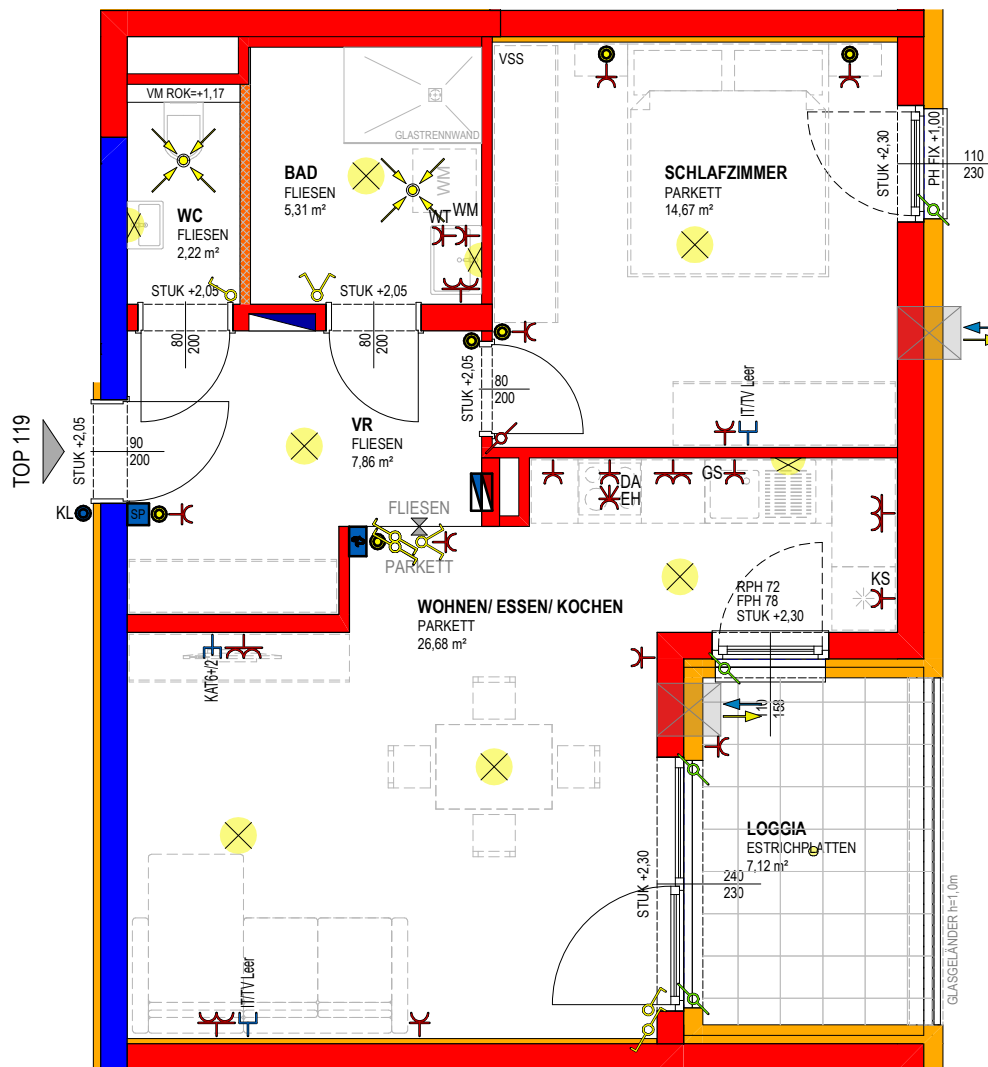 VM ROK=+1,17
VSS
GLASTRENNWAND
BAD
FLIESEN
5,31 m²
WM
SCHLAFZIMMER
PARKETT
14,67 m²
STUK +2,30
PH FIX +1,00
110
230
WC
FLIESEN
2,22 m²
WT
WM
STUK +2,05
STUK +2,05
80
200
80
200
STUK +2,05
80
200
IT/TV Leer
TOP 119
STUK +2,05
90
200
VR
FLIESEN
7,86 m²
KL
SP
FLIESEN
PARKETT
DA
EH
GS
KS
RPH 72
FPH 78
STUK +2,30
WOHNEN/ ESSEN/ KOCHEN
PARKETT
26,68 m²
KAT6+/2
110
158
LOGGIA
ESTRICHPLATTEN
7,12 m²
STUK +2,30
240
230
GLASGELÄNDER h=1,0m
IT/TV Leer